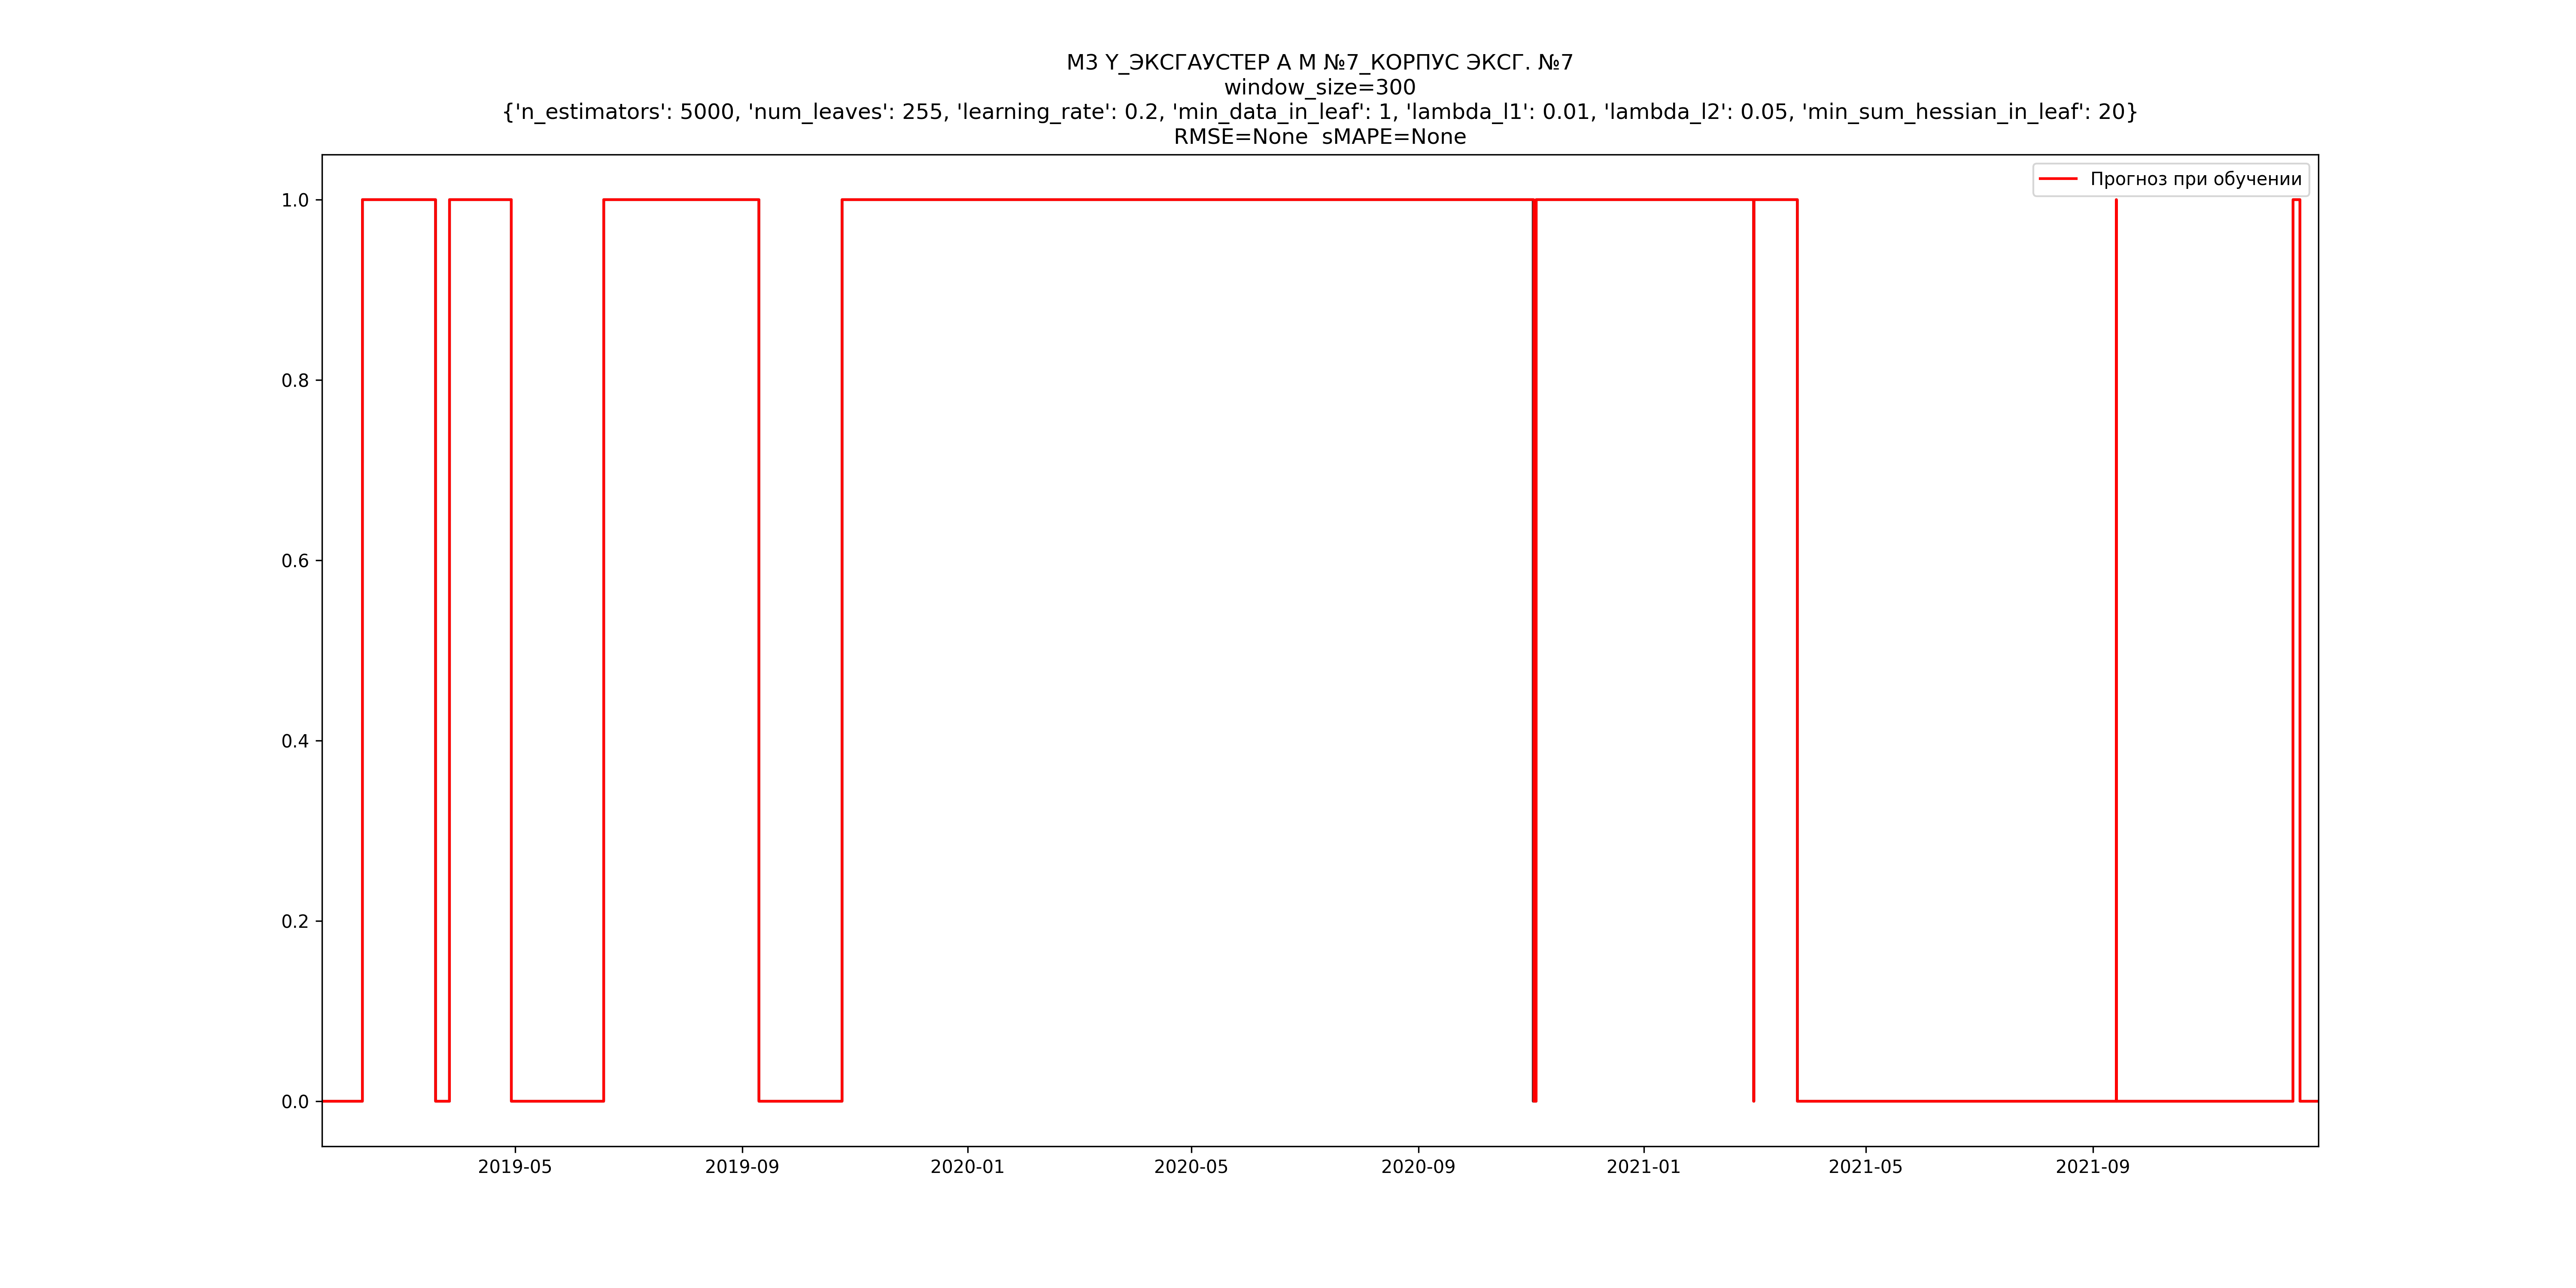 М3 Y_ЭКСГАУСТЕР А М №7_КОРПУС ЭКСГ. №7
window_size=300
{'n_estimators': 5000, 'num_leaves': 255, 'learning_rate': 0.2, 'min_data_in_leaf': 1, 'lambda_l1': 0.01, 'lambda_l2': 0.05, 'min_sum_hessian_in_leaf': 20}
RMSE=None  sMAPE=None
Прогноз при обучении
1.0
0.8
0.6
0.4
0.2
0.0
2019-05
2019-09
2020-01
2020-05
2020-09
2021-01
2021-05
2021-09